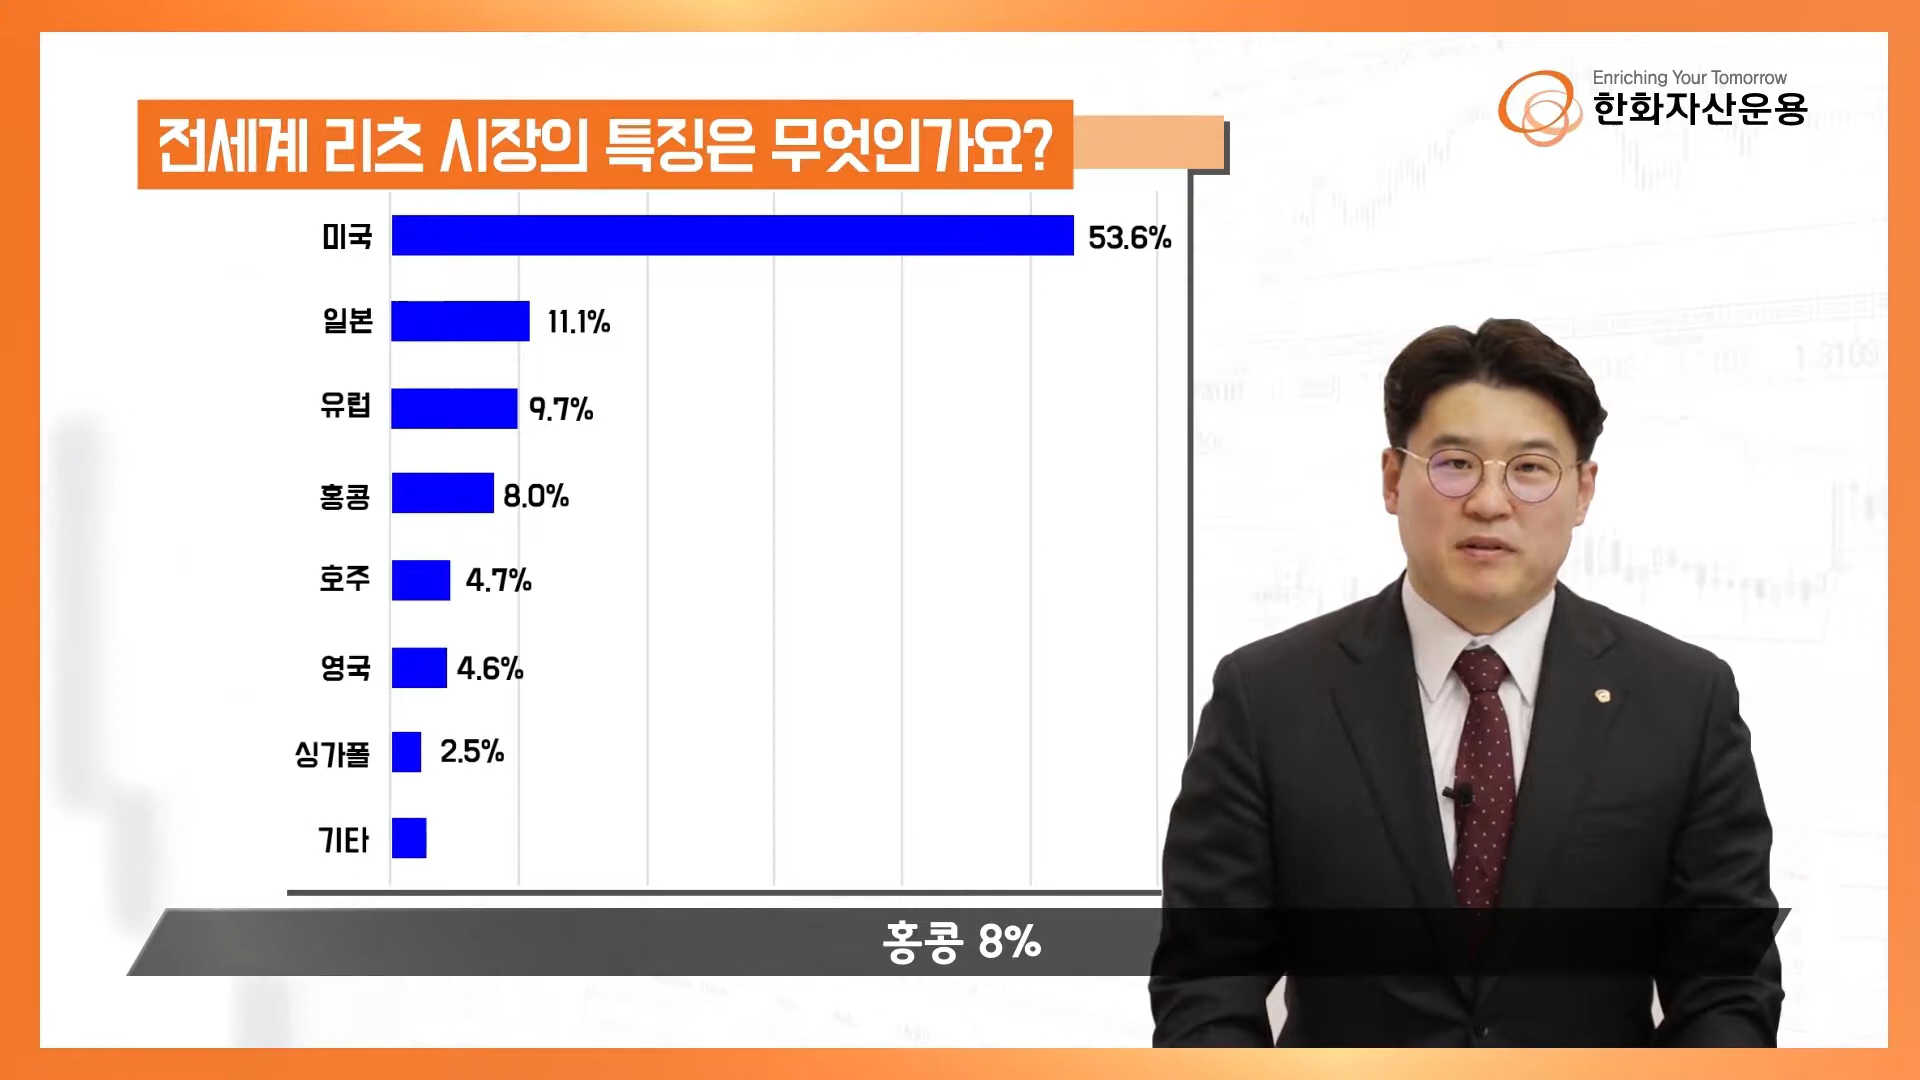 Enriching Your Tomorrow
한화자산운용
전세계 리츠 시장의 특징은 무엇인가요?
미국 53.6%
일본 11.1%
유럽 9.7%
홍콩 8.0%
호주 4.7%
영국 4.6%
싱가폴 2.5%
기타
홍콩 8%
1.3103